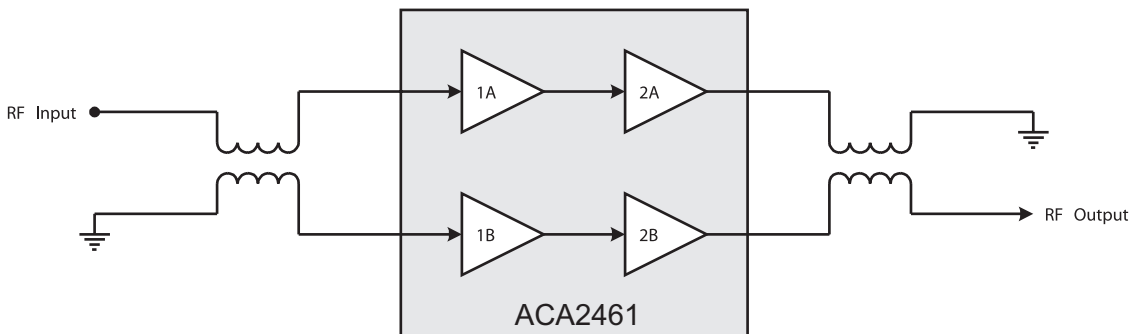 RF Input
1A
2A
1B
2B
RF Output
ACA2461